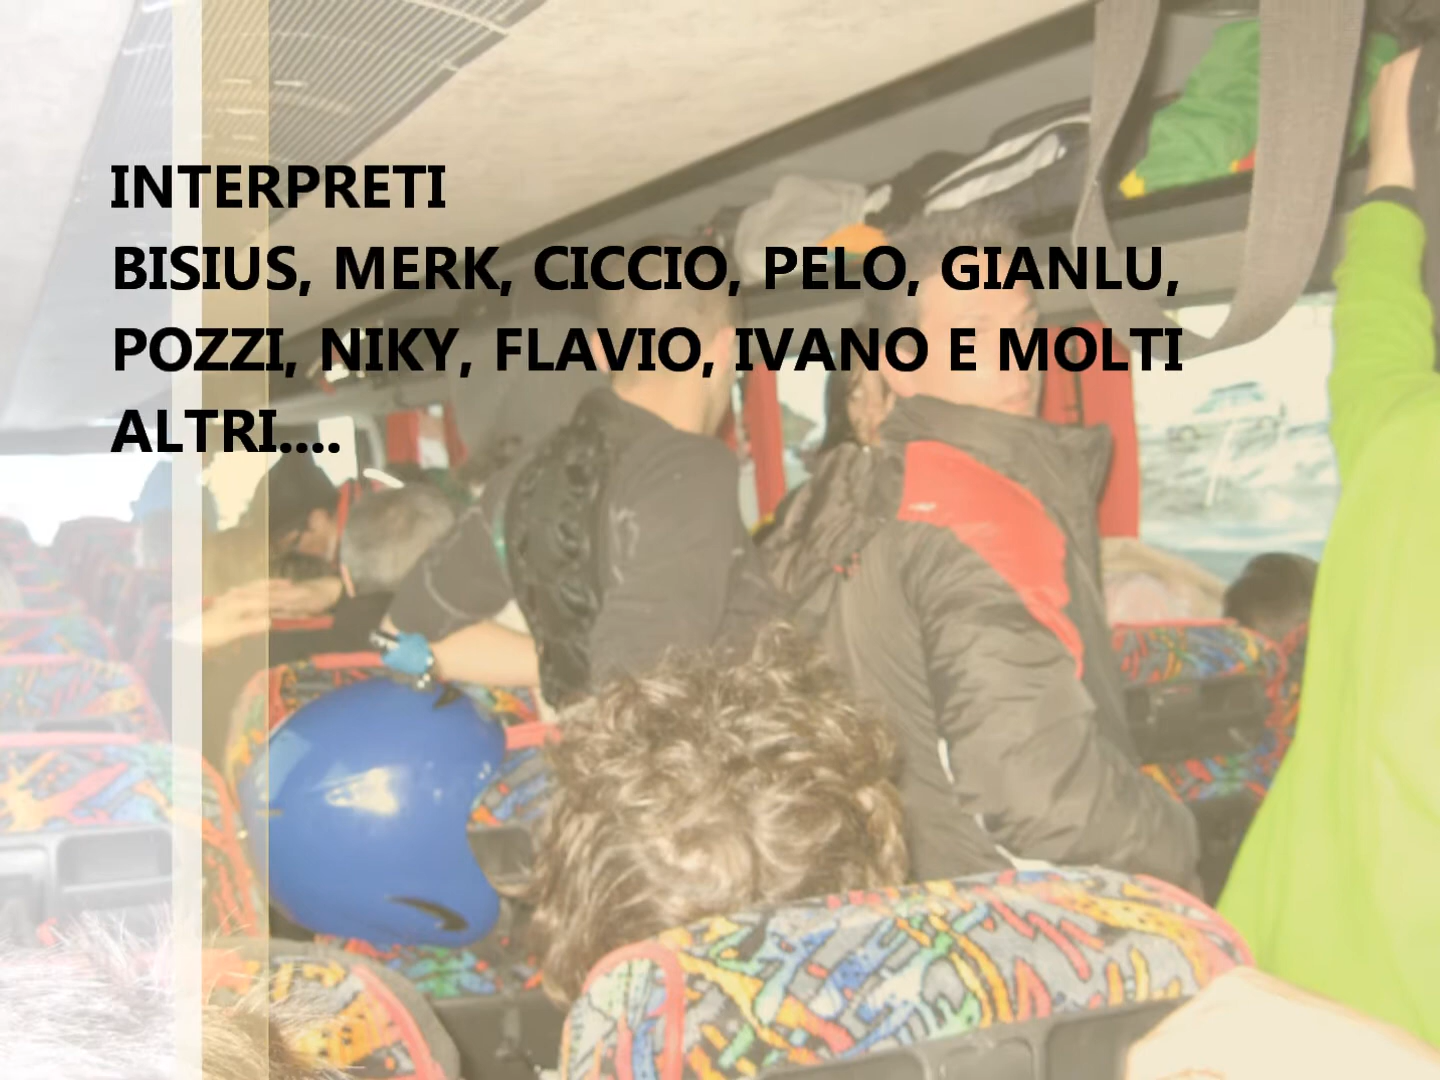 INTERPRETI
BISIUS, MERK, CICCIO, PELO, GIANLU,
POZZI, NIKY, FLAVIO, IVANO E MOLTI
ALTRI....